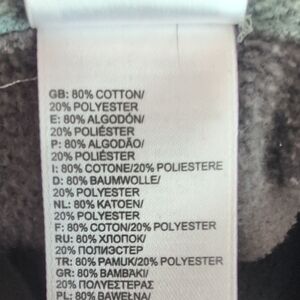 GB: 80% COTTON/
20% POLYESTER
E: 80% ALGODÓN/
20% POLIÉSTER
P: 80% ALGODÃO/
20% POLIÉSTER
I: 80% COTONE/20% POLIESTERE
D: 80% BAUMWOLLE/
20% POLYESTER
NL: 80% KATOEN/
20% POLYESTER
F: 80% COTON/20% POLYESTER
RU: 80% ХЛОПОК/
20% ПОЛИЭСТЕР
TR: 80% PAMUK/20% POLYESTER
GR: 80% ΒΑΜΒΑΚΙ/
20% ΠΟΛΥΕΣΤΕΡΑΣ
PL: 80% BAWEŁNA/